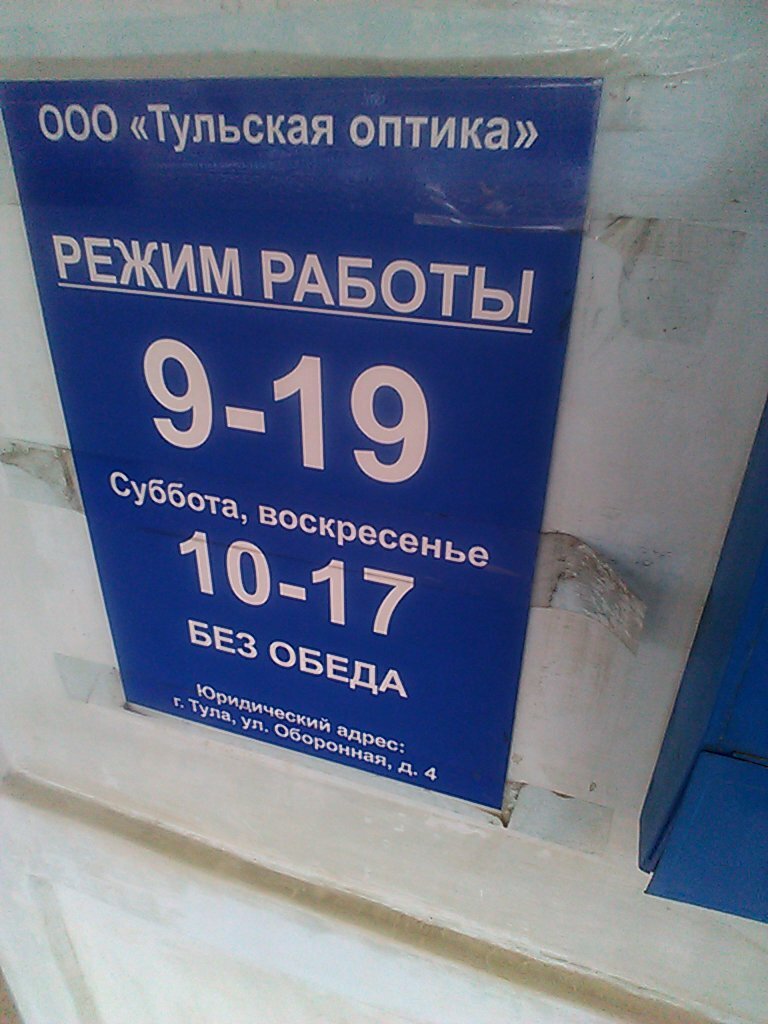 ООО «Тульская оптика»
РЕЖИМ РАБОТЫ
9-19
Суббота, воскресенье
10-17
БЕЗ ОБЕДА
Юридический адрес:
г. Тула, ул. Оборонная, д. 4